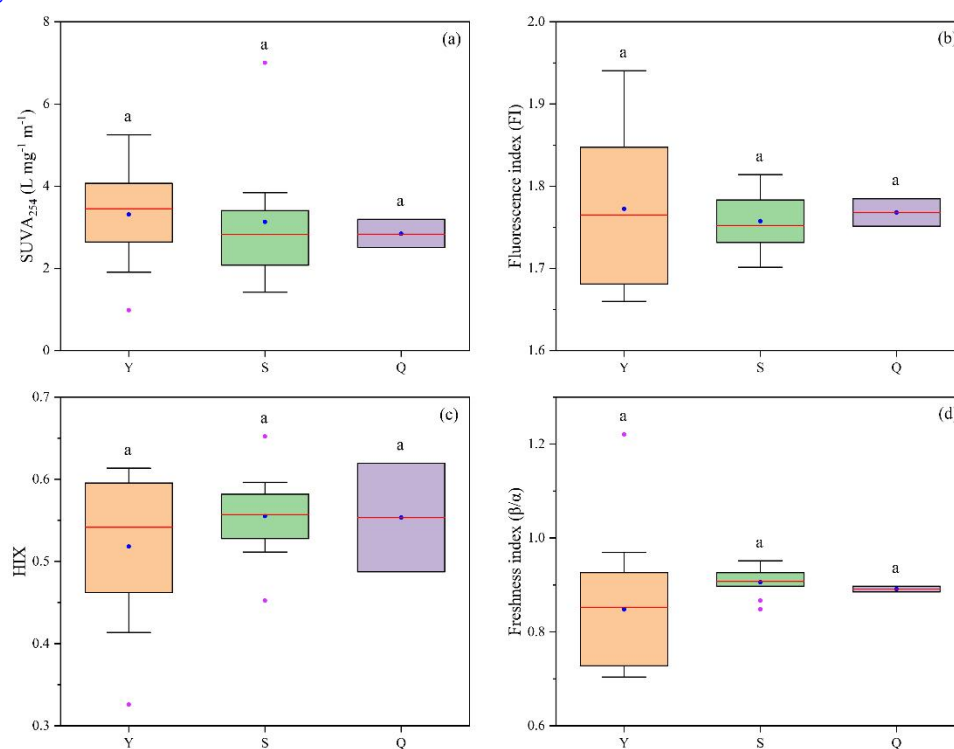 (a)
SUVA254 (L mg-1 m-1)
8
6
4
2
0
a
a
a
Y
S
Q
(b)
Fluorescence index (FI)
2.0
1.9
1.8
1.7
1.6
a
a
a
Y
S
Q
(c)
HIX
0.7
0.6
0.5
0.4
0.3
a
a
a
Y
S
Q
(d)
Freshness index (β/α)
1.2
1.0
0.8
0.6
a
a
a
Y
S
Q